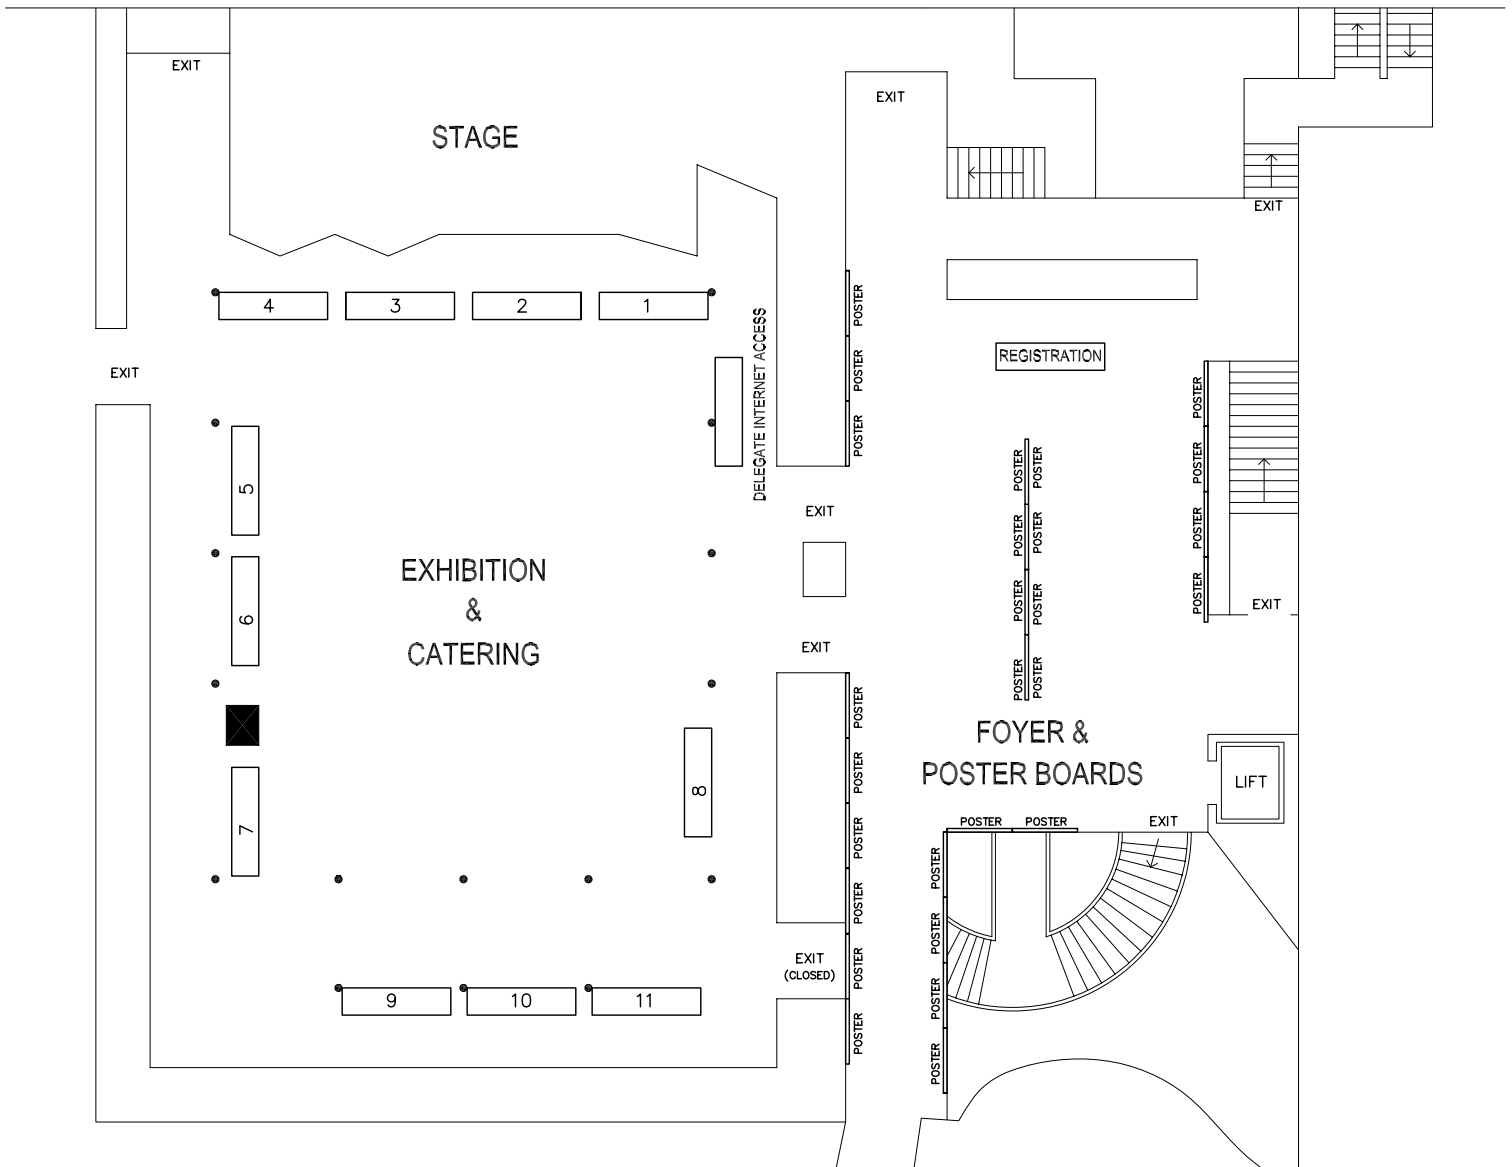 EXIT
EXIT
STAGE
EXIT
EXIT
4
3
2
1
POSTER
POSTER
POSTER
DELEGATE INTERNET ACCESS
REGISTRATION
EXIT
POSTER
POSTER
POSTER
POSTER
POSTER
POSTER
POSTER
POSTER
POSTER
POSTER
POSTER
POSTER
5
EXIT
EXHIBITION
&
CATERING
6
EXIT
EXIT
FOYER &
POSTER BOARDS
LIFT
7
8
POSTER
POSTER
POSTER
POSTER
POSTER
POSTER
POSTER
POSTER
EXIT
POSTER
POSTER
POSTER
POSTER
EXIT
(CLOSED)
9
10
11